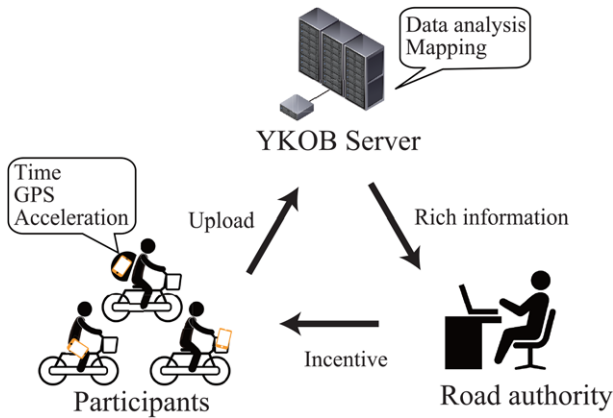 Data analysis
Mapping
YKOB Server
Time
GPS
Acceleration
Upload
Rich information
Incentive
Participants
Road authority